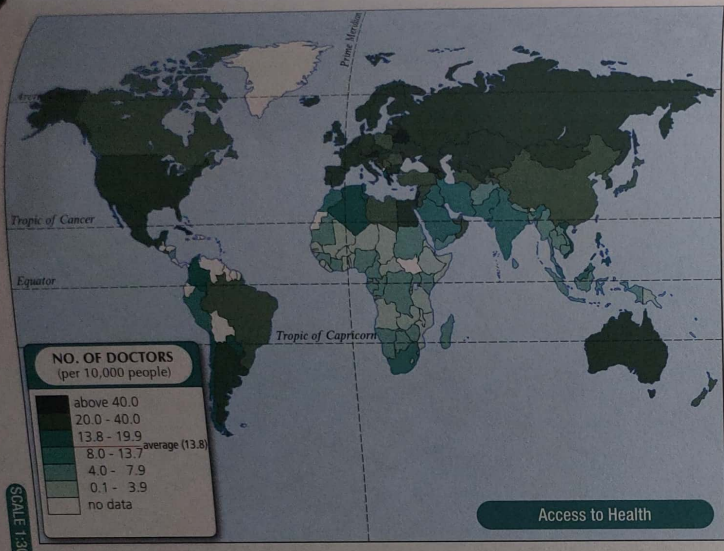 Prime Meridian
Tropic of Cancer
Equator
Tropic of Capricorn
NO. OF DOCTORS
(per 10,000 people)
above 40.0
20.0 - 40.0
13.8 - 19.9
average (13.8)
8.0 - 13.7
4.0 - 7.9
0.1 - 3.9
no data
Access to Health